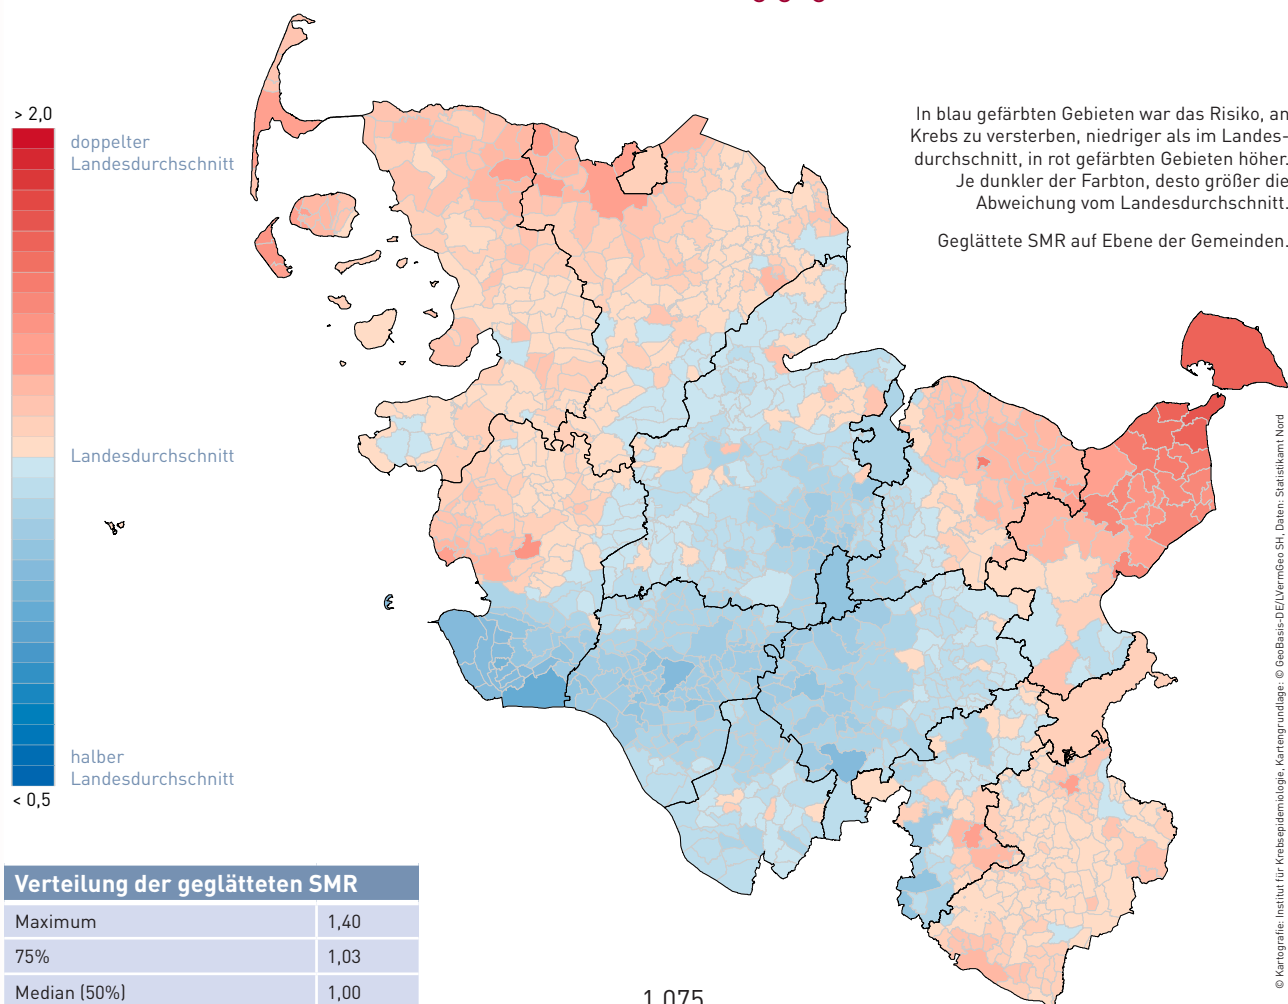 > 2,0
doppelter
Landesdurchschnitt
Landesdurchschnitt
halber
Landesdurchschnitt
< 0,5
In blau gefärbten Gebieten war das Risiko, an
Krebs zu versterben, niedriger als im Landes-
durchschnitt, in rot gefärbten Gebieten höher.
Je dunkler der Farbton, desto größer die
Abweichung vom Landesdurchschnitt.
Geglättete SMR auf Ebene der Gemeinden.
© Kartografie: Institut für Krebsepidemiologie, Kartengrundlage: © GeoBasis-DE/LVermGeo SH, Daten: Statistikamt Nord
Verteilung der geglätteten SMR
Maximum 1,40
75% 1,03
Median (50%) 1,00
1.075